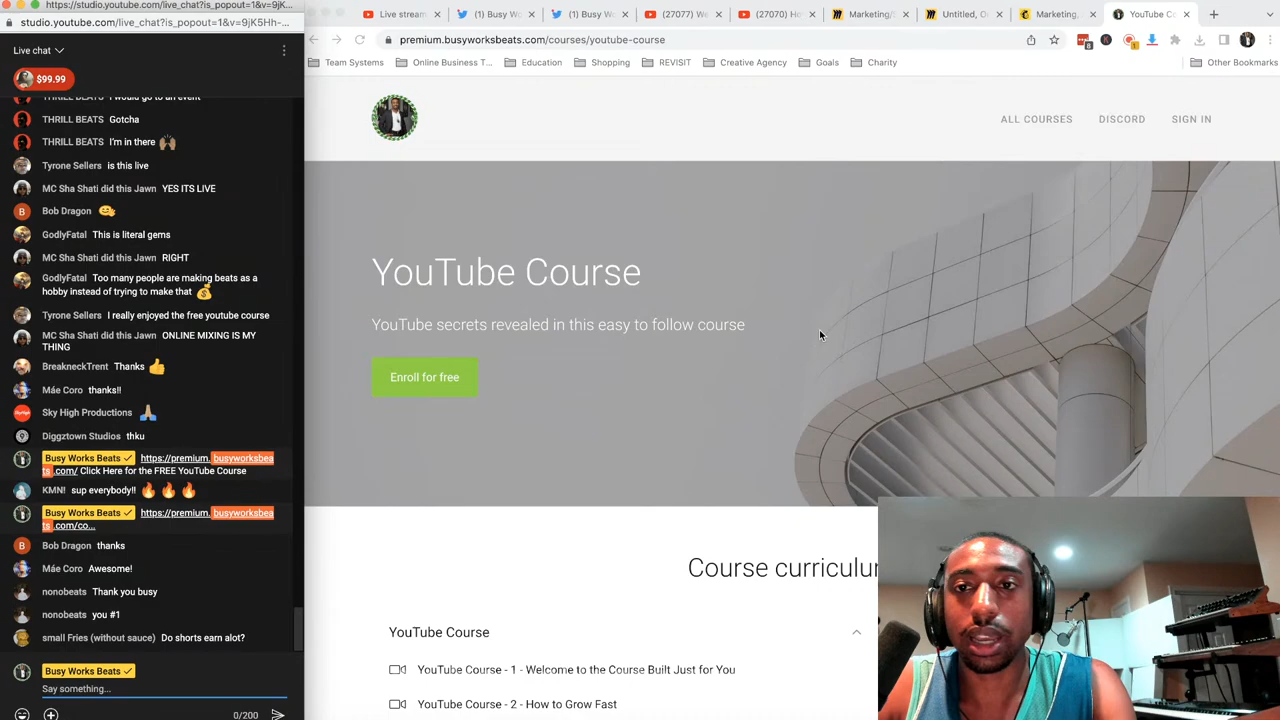 https://studio.youtube.com/live_chat?is_popout=1&v=9jK...
studio.youtube.com/live_chat?is_popout=1&v=9jK5Hh-...
Live chat
$99.99
THRILL BEATS I would go to an event
THRILL BEATS Gotcha
THRILL BEATS I'm in there
Tyrone Sellers is this live
MC Sha Shati did this Jawn YES ITS LIVE
Bob Dragon
GodlyFatal This is literal gems
MC Sha Shati did this Jawn RIGHT
GodlyFatal Too many people are making beats as a
hobby instead of trying to make that
Tyrone Sellers I really enjoyed the free youtube course
MC Sha Shati did this Jawn ONLINE MIXING IS MY
THING
BreakneckTrent Thanks
Máe Coro thanks!!
Sky High Productions
Diggztown Studios thku
Busy Works Beats https://premium.busyworksbea
ts.com/ Click Here for the FREE YouTube Course
KMN! sup everybody!!
Busy Works Beats https://premium.busyworksbea
ts.com/co...
Bob Dragon thanks
Máe Coro Awesome!
nonobeats Thank you busy
nonobeats you #1
small Fries (without sauce) Do shorts earn alot?
Busy Works Beats
Say something...
0/200
Live stream
(1) Busy W
(1) Busy Wo
(27077) W
(27070) Ho
Marketing/
Untitled,
Marketing,
YouTube Co
premium.busyworksbeats.com/courses/youtube-course
Team Systems
Online Business T...
Education
Shopping
REVISIT
Creative Agency
Goals
Charity
Other Bookmarks
ALL COURSES DISCORD SIGN IN
YouTube Course
YouTube secrets revealed in this easy to follow course
Enroll for free
Course curriculu
YouTube Course
YouTube Course - 1 - Welcome to the Course Built Just for You
YouTube Course - 2 - How to Grow Fast